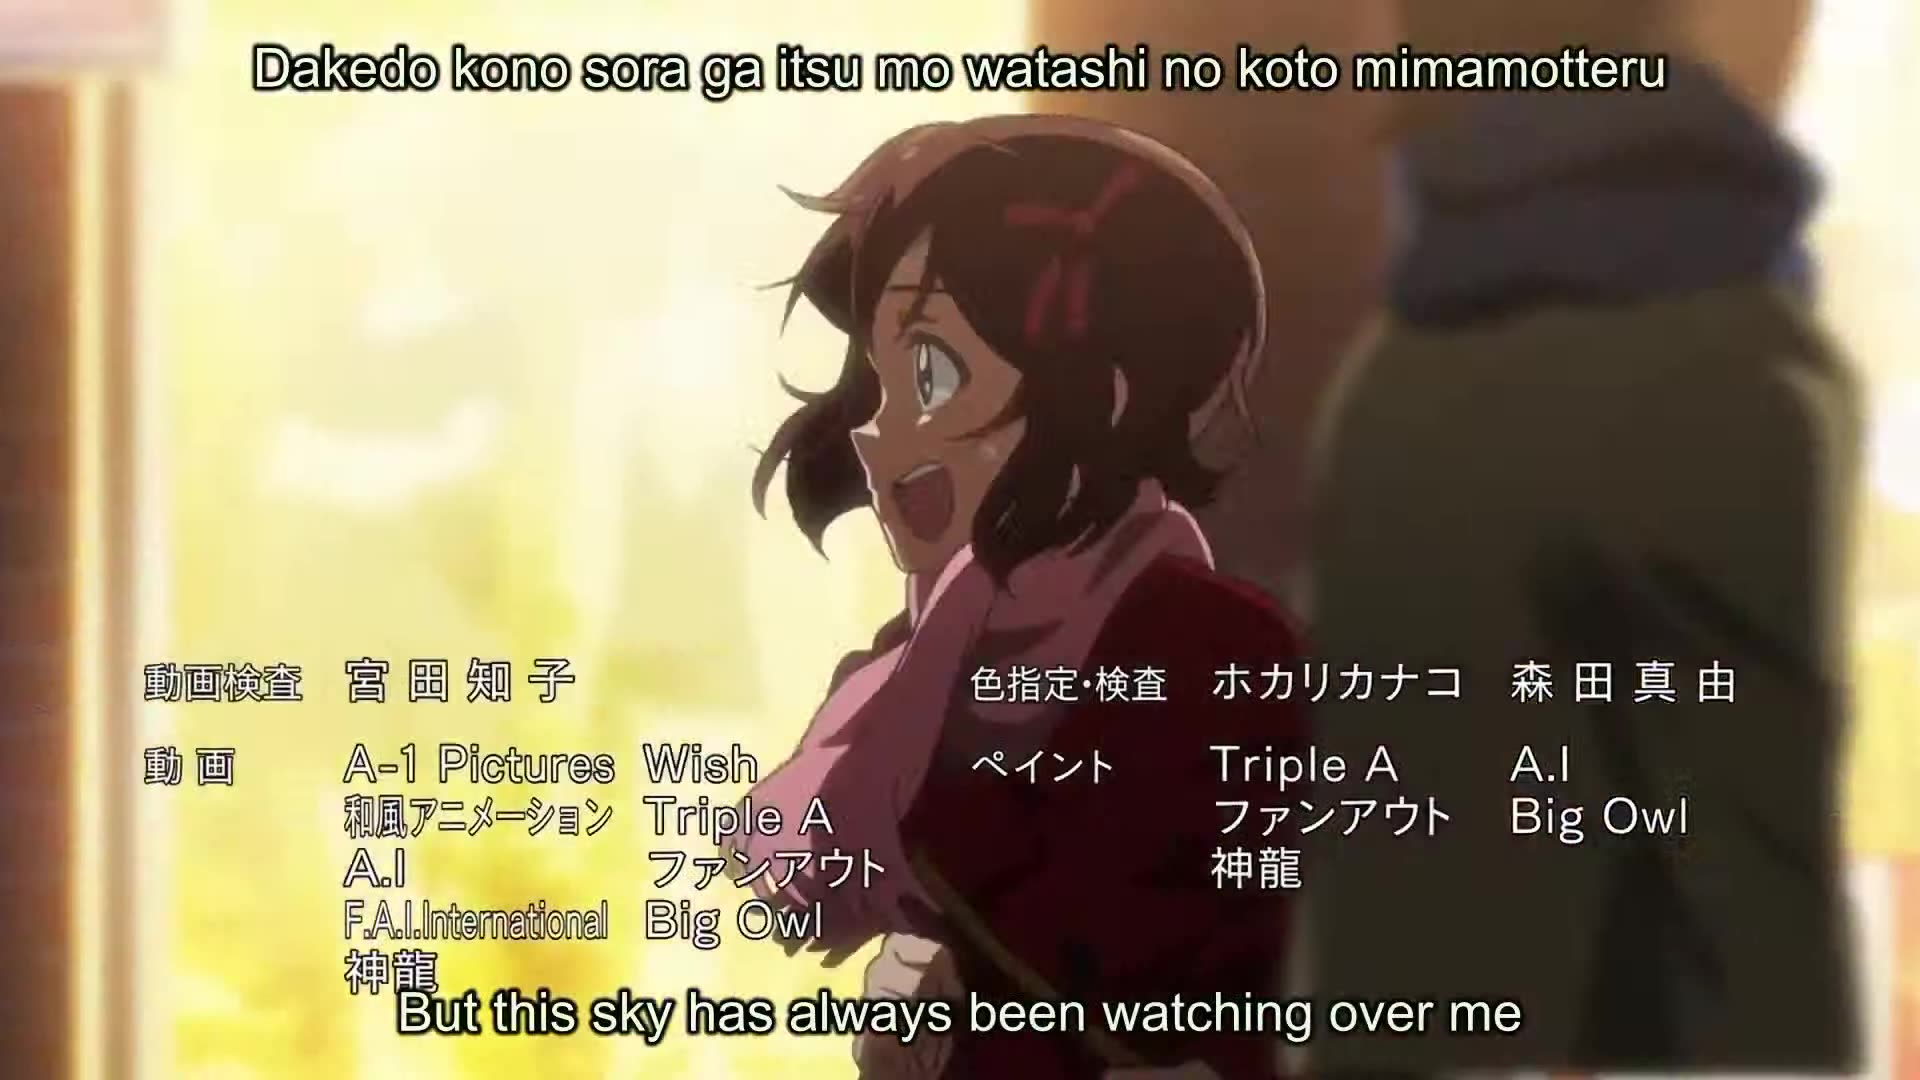 Dakedo kono sora ga itsu mo watashi no koto mimamotteru
動画検査 宮田知子
色指定・検査 ホカリカナコ 森田真由
動画 A-1 Pictures Wish
和風アニメーション Triple A
A.I ファンアウト
F.A.I.International Big Owl
神龍
ペイント Triple A A.I
ファンアウト Big Owl
神龍
But this sky has always been watching over me